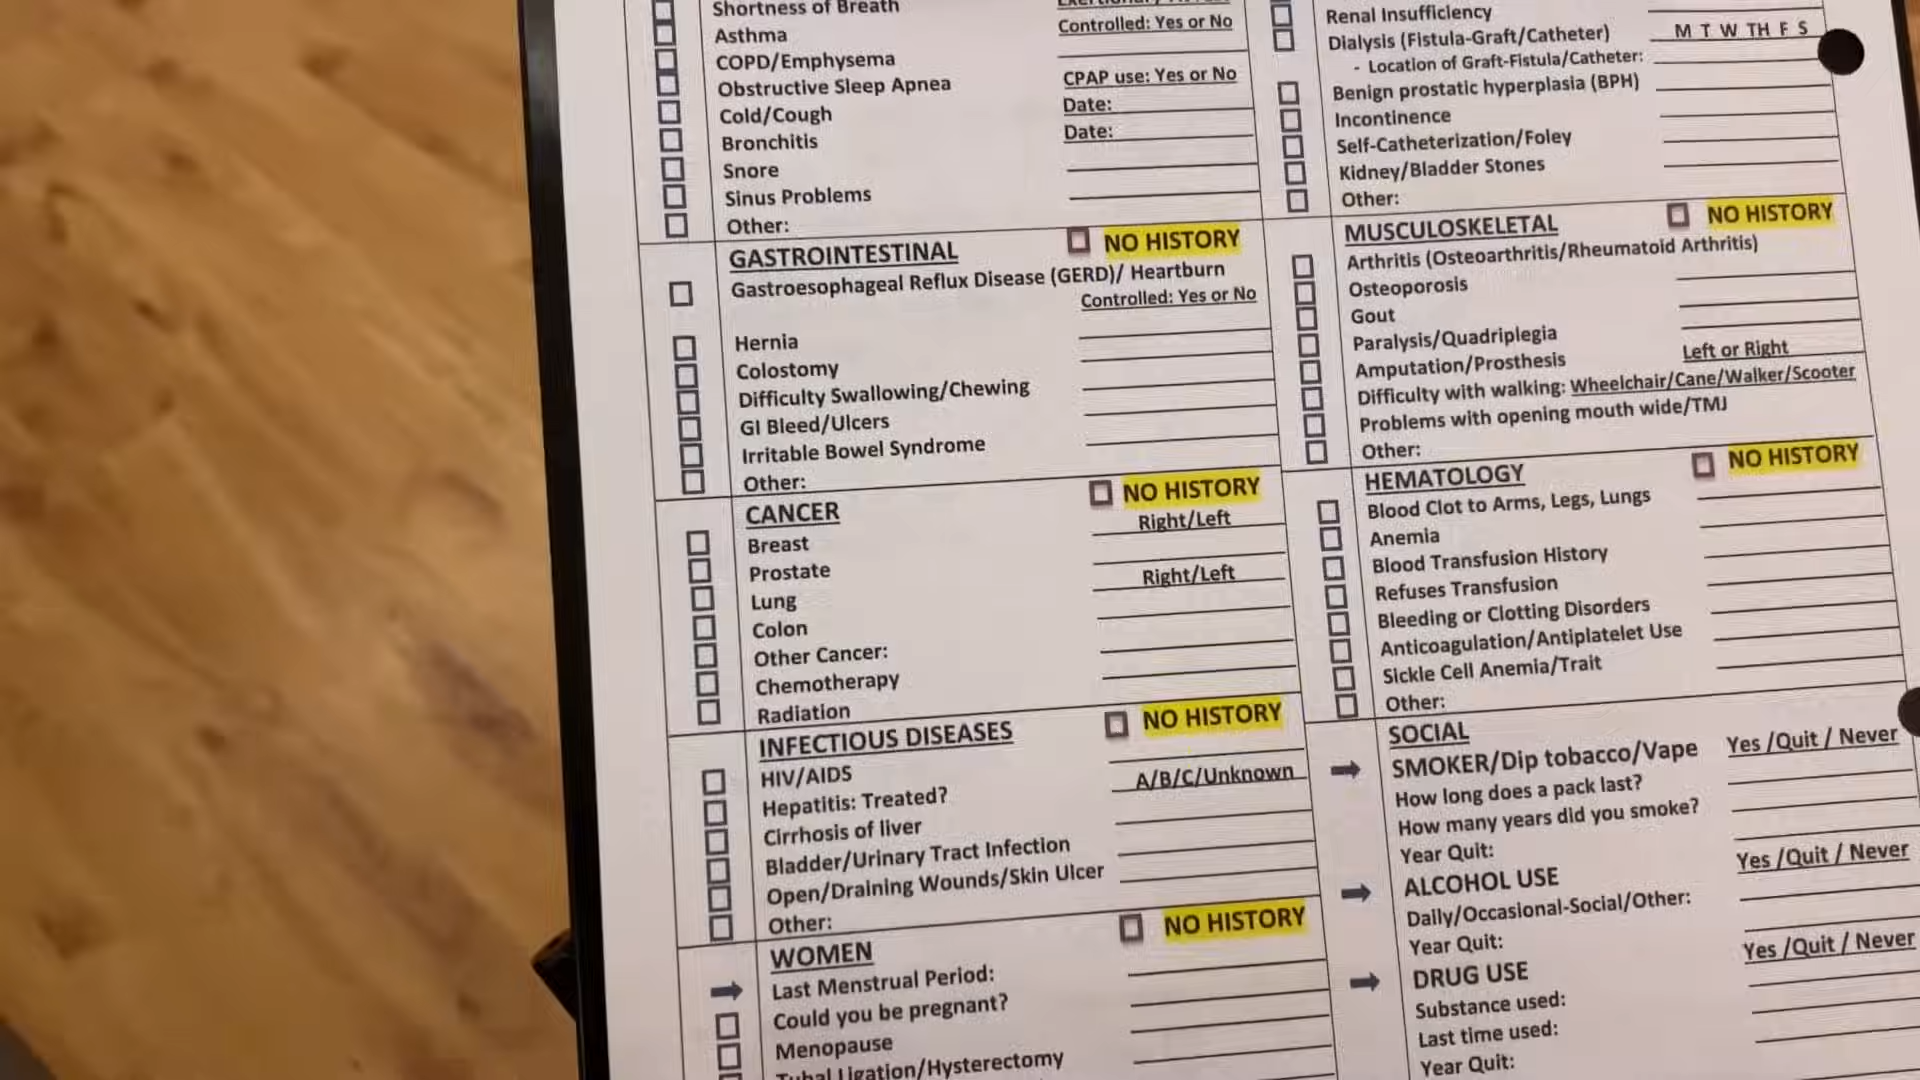 Shortness of Breath
Asthma Controlled: Yes or No
COPD/Emphysema
Obstructive Sleep Apnea CPAP use: Yes or No
Cold/Cough Date:
Bronchitis Date:
Snore
Sinus Problems
Other:
GASTROINTESTINAL NO HISTORY
Gastroesophageal Reflux Disease (GERD)/ Heartburn
Controlled: Yes or No
Hernia
Colostomy
Difficulty Swallowing/Chewing
GI Bleed/Ulcers
Irritable Bowel Syndrome
Other:
CANCER NO HISTORY
Breast Right/Left
Prostate
Lung Right/Left
Colon
Other Cancer:
Chemotherapy
Radiation
INFECTIOUS DISEASES NO HISTORY
HIV/AIDS
Hepatitis: Treated? A/B/C/Unknown
Cirrhosis of liver
Bladder/Urinary Tract Infection
Open/Draining Wounds/Skin Ulcer
Other:
WOMEN NO HISTORY
Last Menstrual Period:
Could you be pregnant?
Menopause
Tubal Ligation/Hysterectomy
Renal Insufficiency
Dialysis (Fistula-Graft/Catheter) M T W TH F S
- Location of Graft-Fistula/Catheter:
Benign prostatic hyperplasia (BPH)
Incontinence
Self-Catheterization/Foley
Kidney/Bladder Stones
Other:
MUSCULOSKELETAL NO HISTORY
Arthritis (Osteoarthritis/Rheumatoid Arthritis)
Osteoporosis
Gout
Paralysis/Quadriplegia
Amputation/Prosthesis Left or Right
Difficulty with walking: Wheelchair/Cane/Walker/Scooter
Problems with opening mouth wide/TMJ
Other:
HEMATOLOGY NO HISTORY
Blood Clot to Arms, Legs, Lungs
Anemia
Blood Transfusion History
Refuses Transfusion
Bleeding or Clotting Disorders
Anticoagulation/Antiplatelet Use
Sickle Cell Anemia/Trait
Other:
SOCIAL
SMOKER/Dip tobacco/Vape Yes /Quit / Never
How long does a pack last?
How many years did you smoke?
Year Quit:
ALCOHOL USE Yes /Quit / Never
Daily/Occasional-Social/Other:
Year Quit:
DRUG USE Yes /Quit / Never
Substance used:
Last time used:
Year Quit: